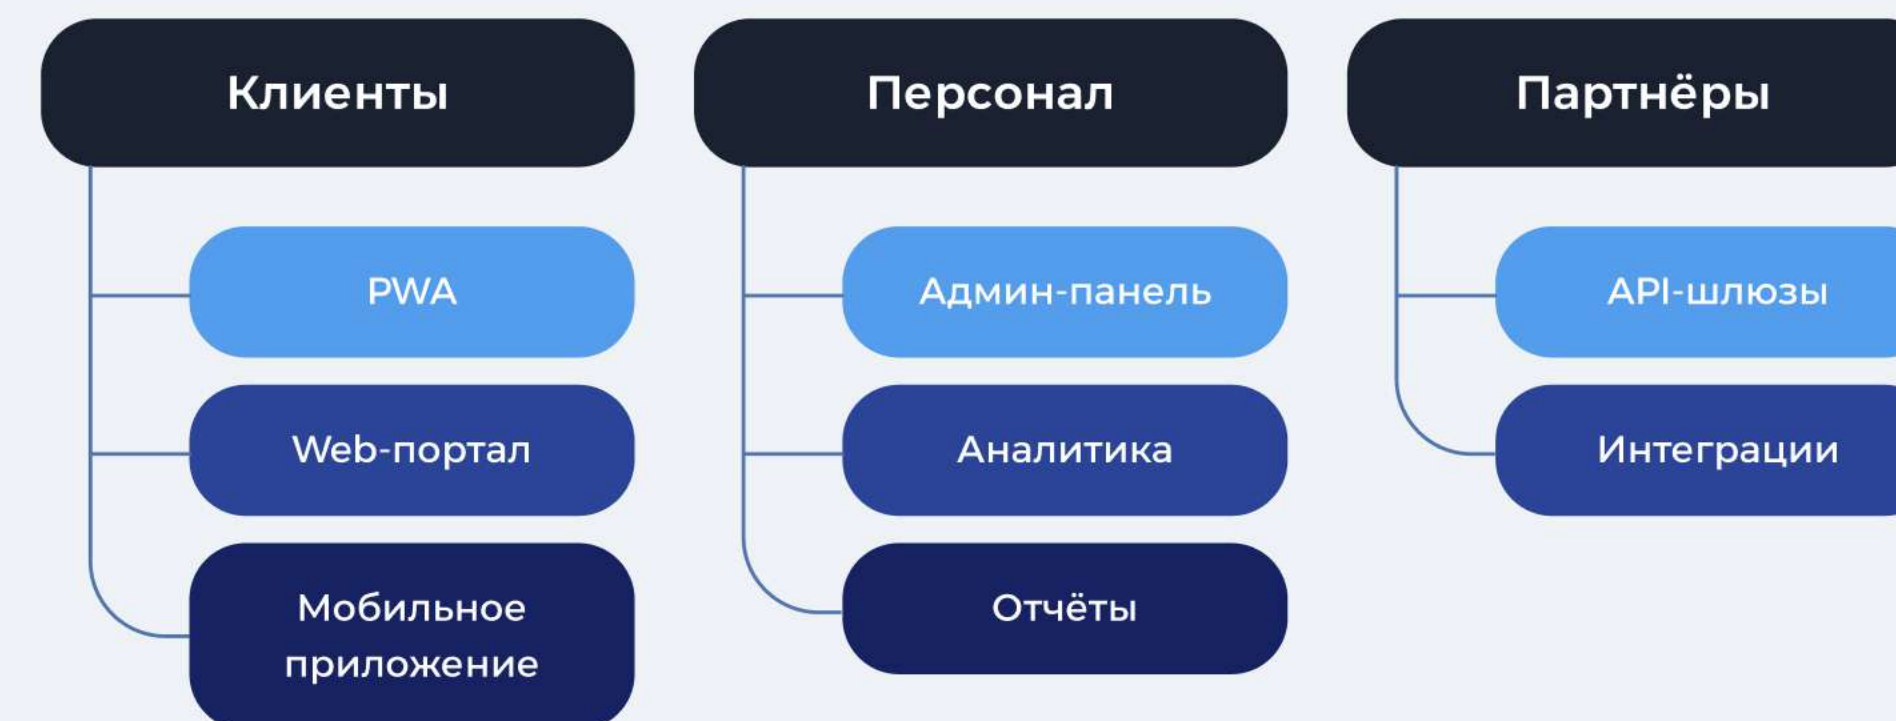 Клиенты
PWA
Web-портал
Мобильное
приложение
Персонал
Админ-панель
Аналитика
Отчёты
Партнёры
API-шлюзы
Интеграции